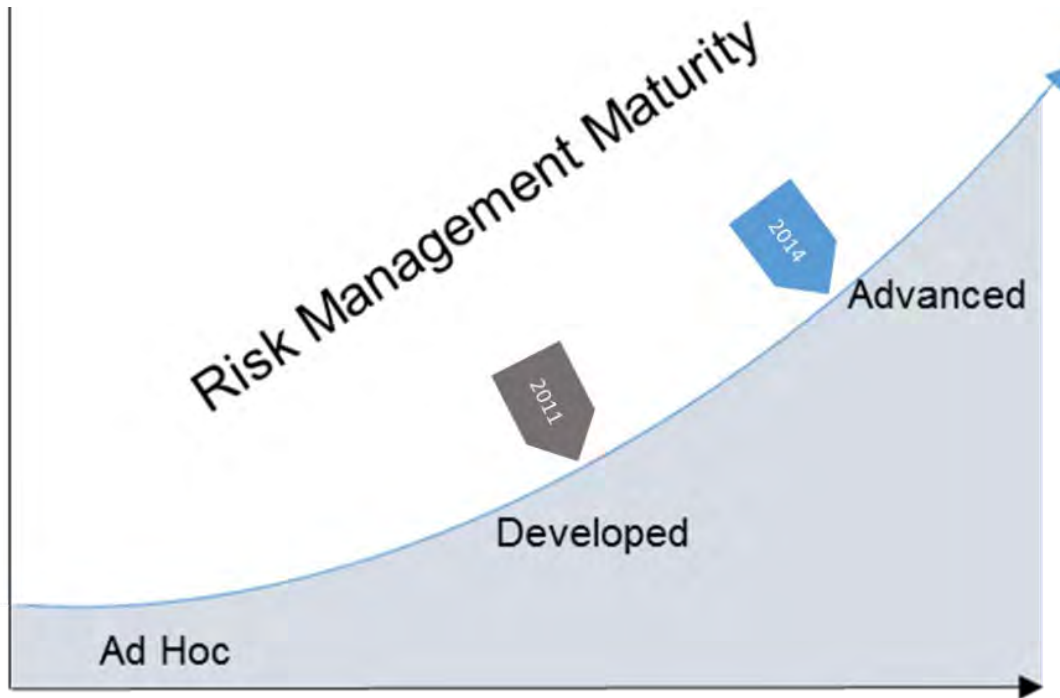 Risk Management Maturity
2014
Advanced
2011
Developed
Ad Hoc